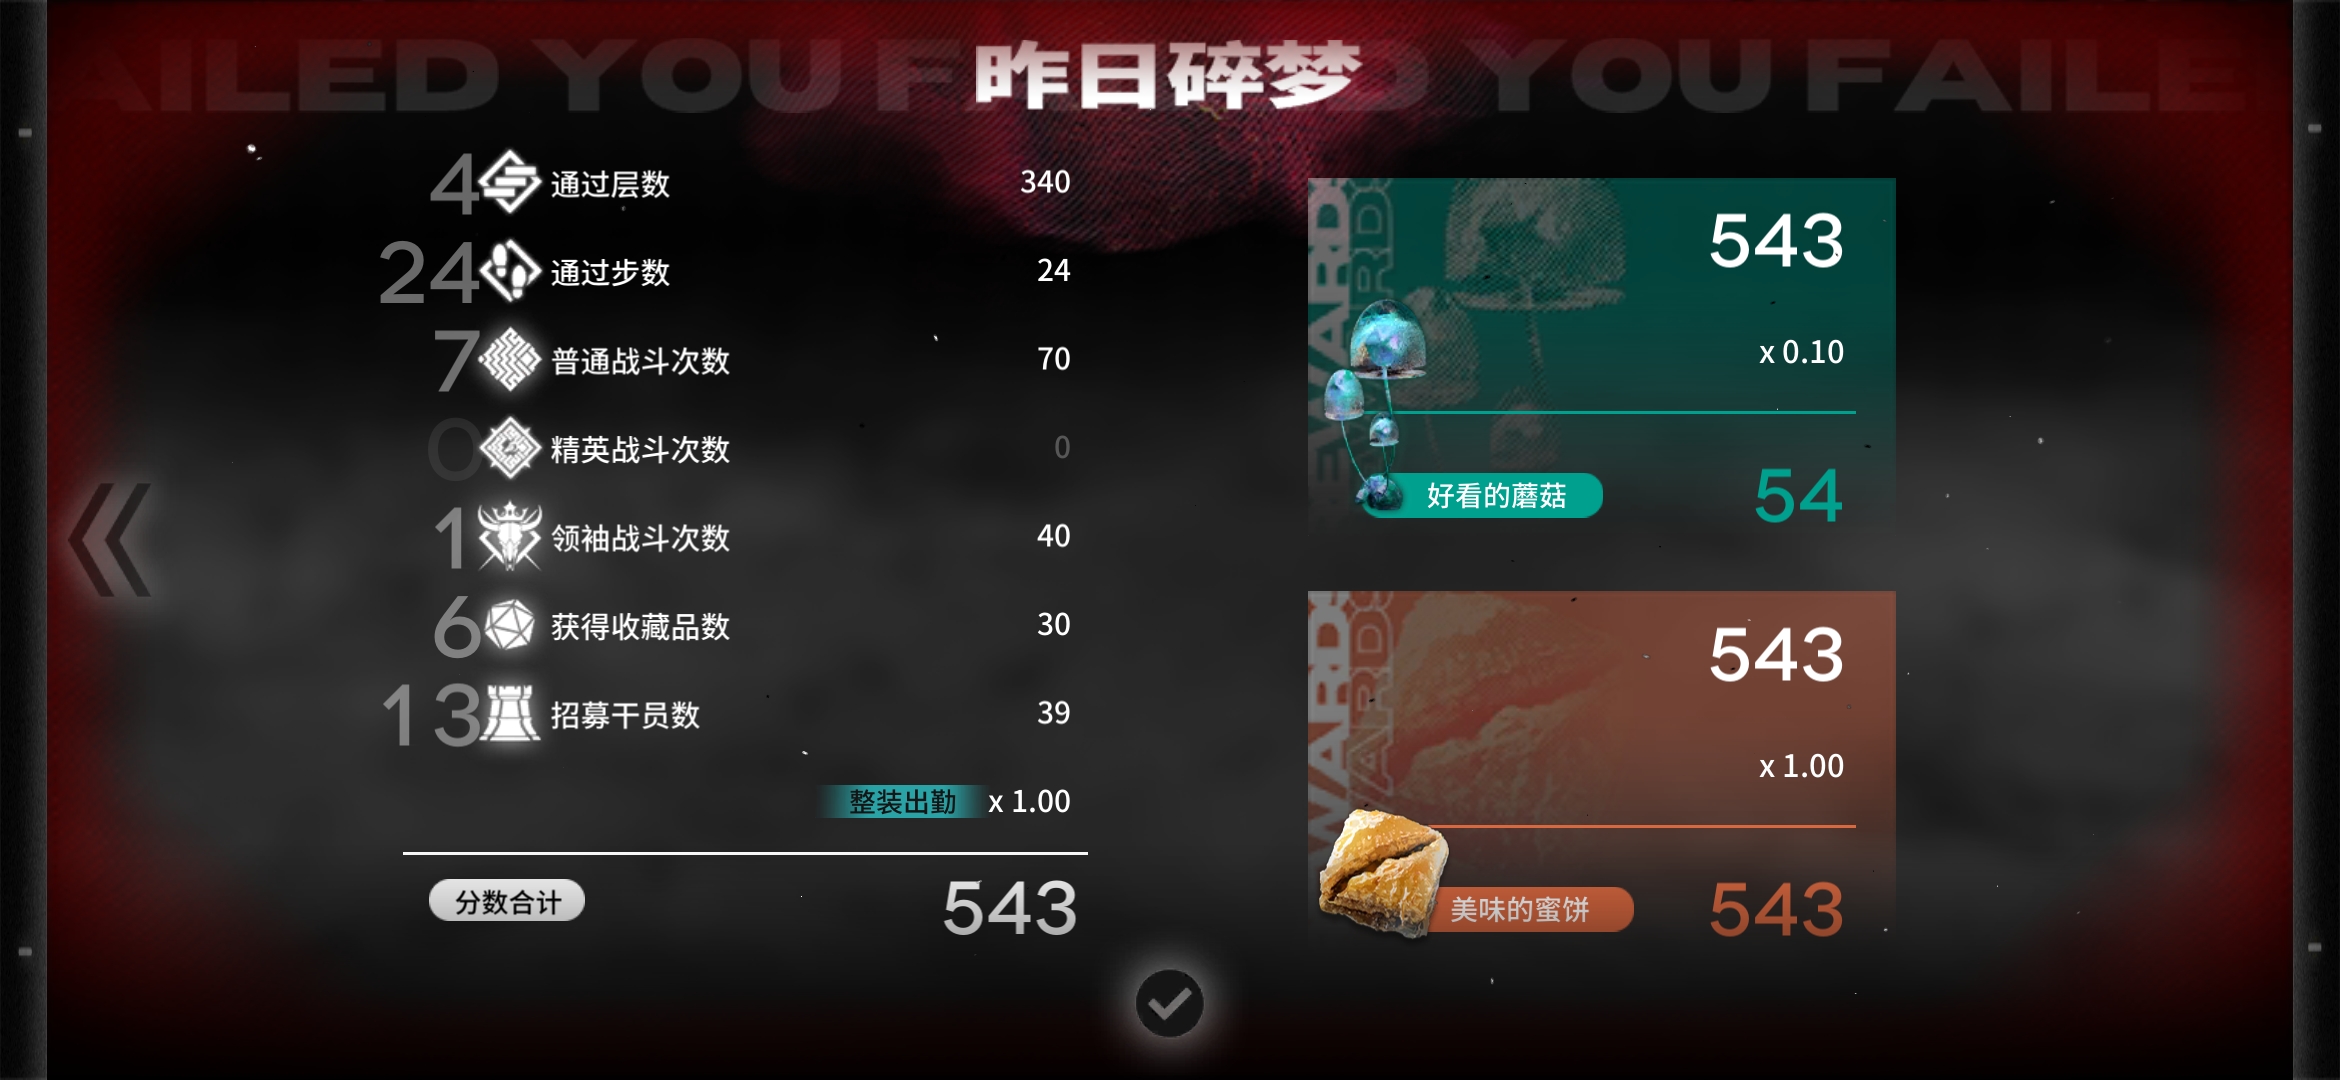 AILED YOU F
昨日碎梦
YOU FAILE
4 通过层数 340
24 通过步数 24
7 普通战斗次数 70
0 精英战斗次数 0
1 领袖战斗次数 40
6 获得收藏品数 30
13 招募干员数 39
整装出勤 x 1.00
分数合计 543
543
x 0.10
好看的蘑菇 54
543
x 1.00
美味的蜜饼 543